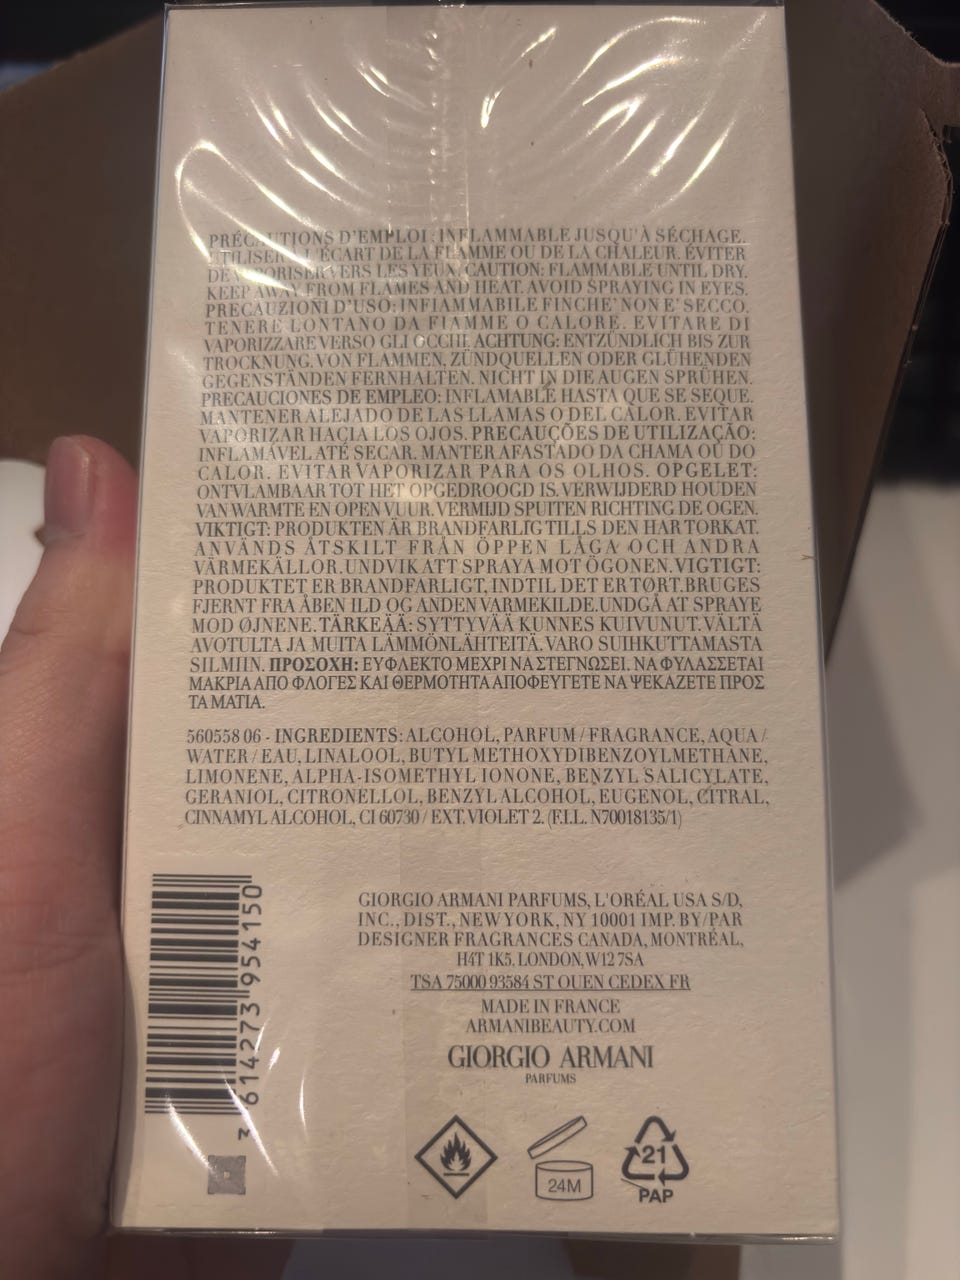 PRÉCAUTIONS D'EMPLOI : INFLAMMABLE JUSQU'À SÉCHAGE.
UTILISER À L'ÉCART DE LA FLAMME OU DE LA CHALEUR. ÉVITER
DE VAPORISER VERS LES YEUX. CAUTION: FLAMMABLE UNTIL DRY.
KEEP AWAY FROM FLAMES AND HEAT. AVOID SPRAYING IN EYES.
PRECAUZIONI D'USO: INFIAMMABILE FINCHE' NON E' SECCO.
TENERE LONTANO DA FIAMME O CALORE. EVITARE DI
VAPORIZZARE VERSO GLI OCCHI. ACHTUNG: ENTZÜNDLICH BIS ZUR
TROCKNUNG. VON FLAMMEN, ZÜNDQUELLEN ODER GLÜHENDEN
GEGENSTÄNDEN FERNHALTEN. NICHT IN DIE AUGEN SPRÜHEN.
PRECAUCIONES DE EMPLEO: INFLAMABLE HASTA QUE SE SEQUE.
MANTENER ALEJADO DE LAS LLAMAS O DEL CALOR. EVITAR
VAPORIZAR HACIA LOS OJOS. PRECAUÇÕES DE UTILIZAÇÃO:
INFLAMÁVEL ATÉ SECAR. MANTER AFASTADO DA CHAMA OU DO
CALOR. EVITAR VAPORIZAR PARA OS OLHOS. OPGELET:
ONTVLAMBAAR TOT HET OPGEDROOGD IS. VERWIJDERD HOUDEN
VAN WARMTE EN OPEN VUUR. VERMIJD SPUITEN RICHTING DE OGEN.
VIKTIGT: PRODUKTEN ÄR BRANDFARLIG TILLS DEN HAR TORKAT.
ANVÄNDS ÅTSKILT FRÅN ÖPPEN LÅGA OCH ANDRA
VÄRMEKÄLLOR. UNDVIK ATT SPRAYA MOT ÖGONEN. VIGTIGT:
PRODUKTET ER BRANDFARLIGT, INDTIL DET ER TØRT. BRUGES
FJERNT FRA ÅBEN ILD OG ANDEN VARMEKILDE. UNDGÅ AT SPRAYE
MOD ØJNENE. TÄRKEÄÄ: SYTTYVÄÄ KUNNES KUIVUNUT. VÄLTÄ
AVOTULTA JA MUITA LÄMMÖNLÄHTEITÄ. VARO SUIHKUTTAMASTA
SILMIIN. ΠΡΟΣΟΧΗ: ΕΥΦΛΕΚΤΟ ΜΕΧΡΙ ΝΑ ΣΤΕΓΝΩΣΕΙ. ΝΑ ΦΥΛΑΣΣΕΤΑΙ
ΜΑΚΡΙΑ ΑΠΟ ΦΛΟΓΕΣ ΚΑΙ ΘΕΡΜΟΤΗΤΑ ΑΠΟΦΕΥΓΕΤΕ ΝΑ ΨΕΚΑΖΕΤΕ ΠΡΟΣ
ΤΑ ΜΑΤΙΑ.
560558 06 - INGREDIENTS: ALCOHOL, PARFUM / FRAGRANCE, AQUA /
WATER / EAU, LINALOOL, BUTYL METHOXYDIBENZOYLMETHANE,
LIMONENE, ALPHA-ISOMETHYL IONONE, BENZYL SALICYLATE,
GERANIOL, CITRONELLOL, BENZYL ALCOHOL, EUGENOL, CITRAL,
CINNAMYL ALCOHOL, CI 60730 / EXT. VIOLET 2. (F.I.L. N70018135/1)
GIORGIO ARMANI PARFUMS, L'ORÉAL USA S/D,
INC., DIST., NEW YORK, NY 10001 IMP. BY/PAR
DESIGNER FRAGRANCES CANADA, MONTRÉAL,
H4T 1K5. LONDON, W12 7SA
TSA 75000 93584 ST OUEN CEDEX FR
MADE IN FRANCE
ARMANIBEAUTY.COM
GIORGIO ARMANI
PARFUMS
3 614273 954150
24M
21
PAP